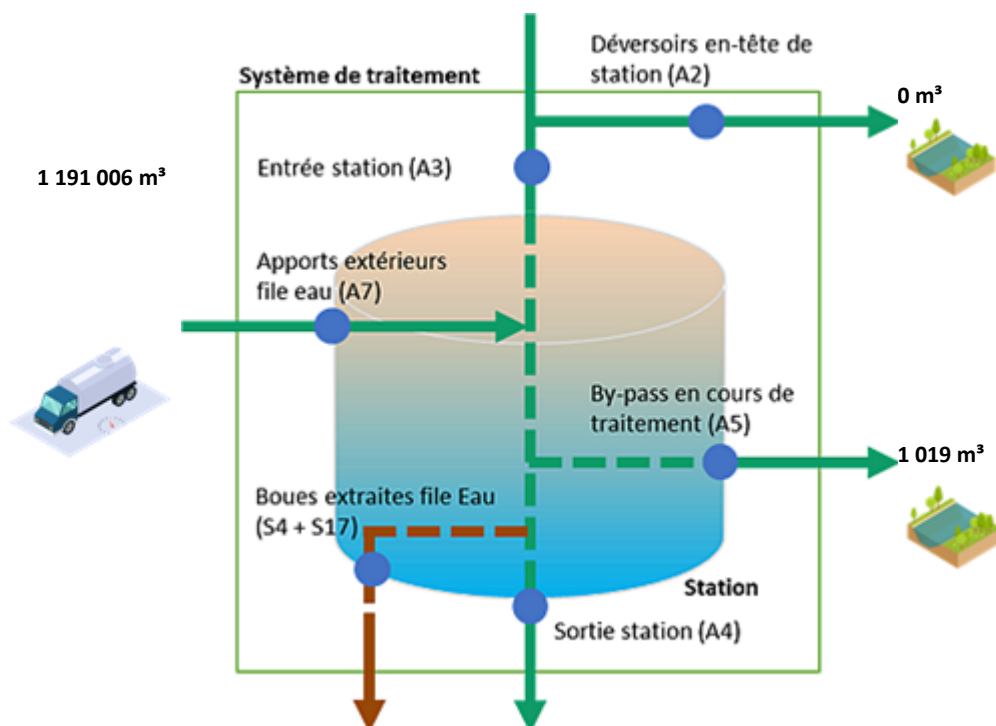 Déversoirs en-tête de
station (A2)
Système de traitement
0 m³
Entrée station (A3)
1 191 006 m³
Apports extérieurs
file eau (A7)
By-pass en cours de
traitement (A5)
1 019 m³
Boues extraites file Eau
(S4 + S17)
Station
Sortie station (A4)